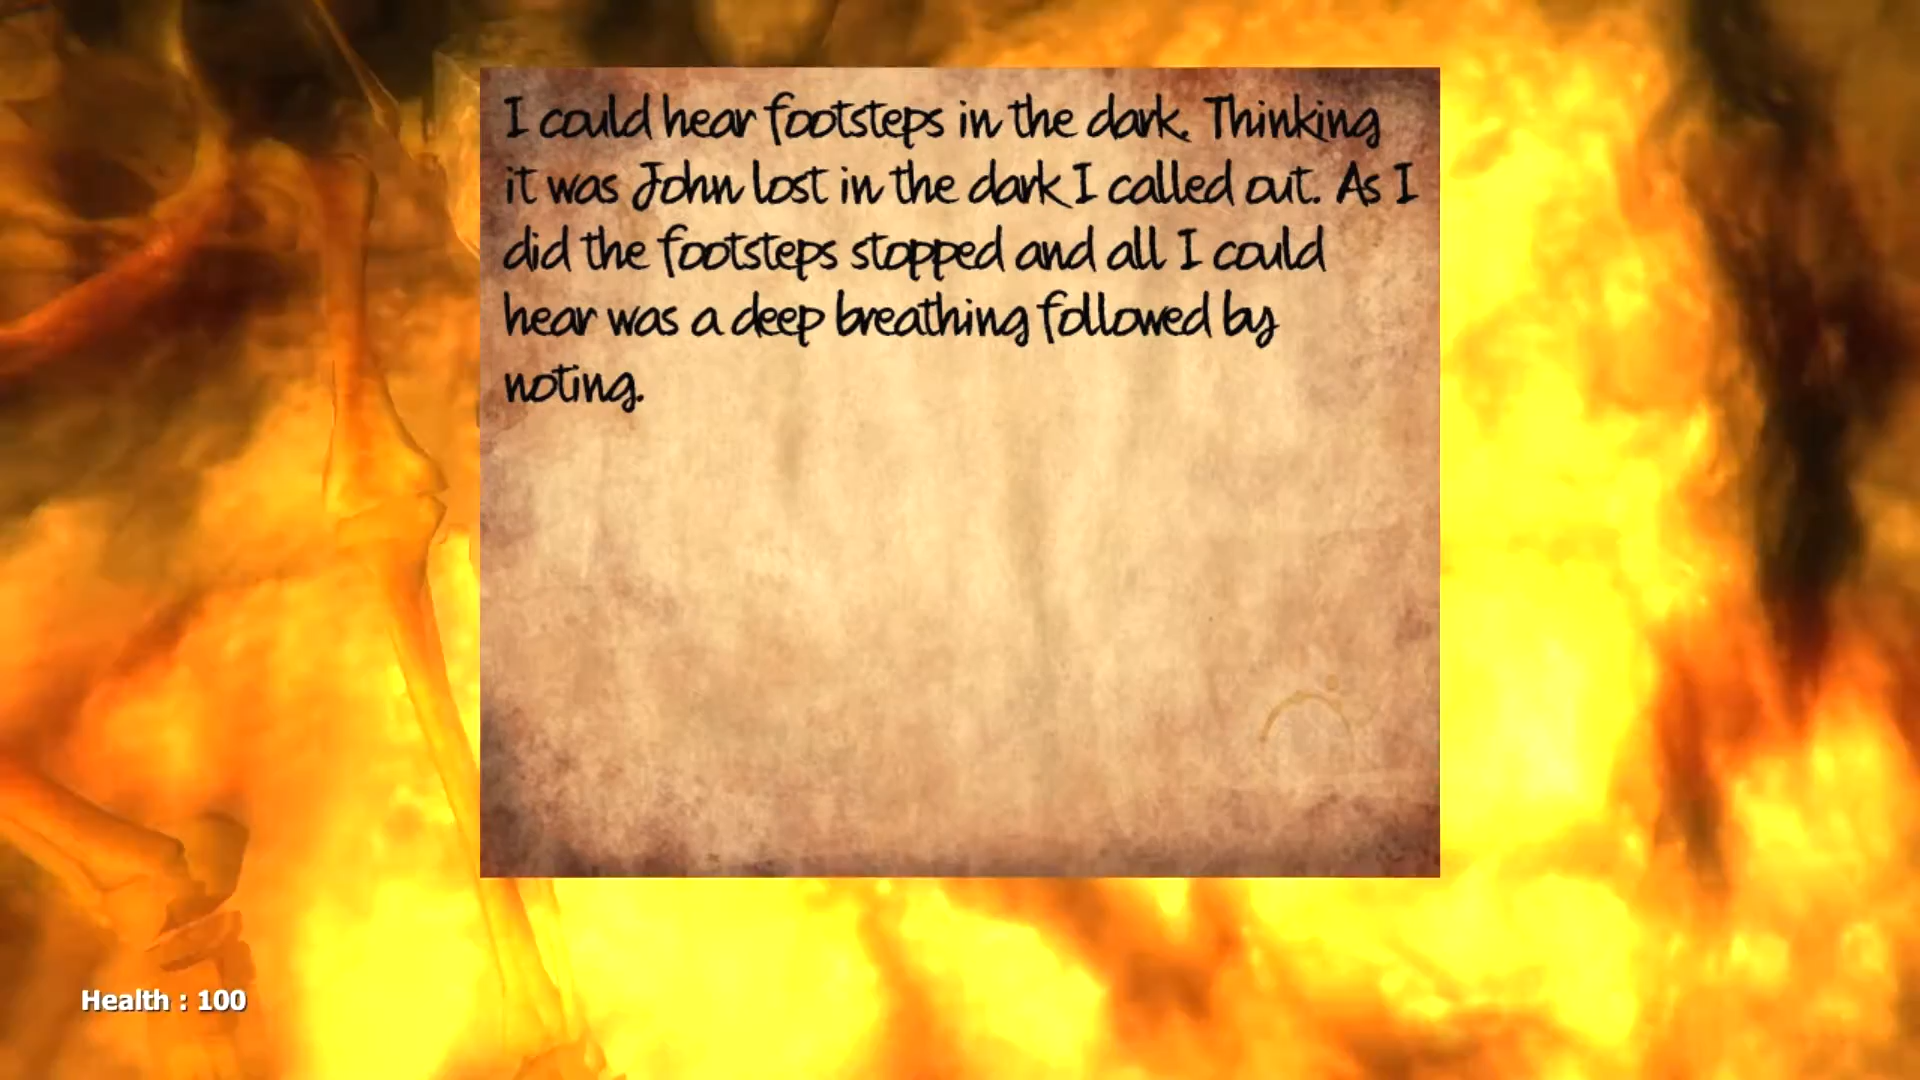 I could hear footsteps in the dark. Thinking
it was John lost in the dark I called out. As I
did the footsteps stopped and all I could
hear was a deep breathing followed by
noting.
Health : 100